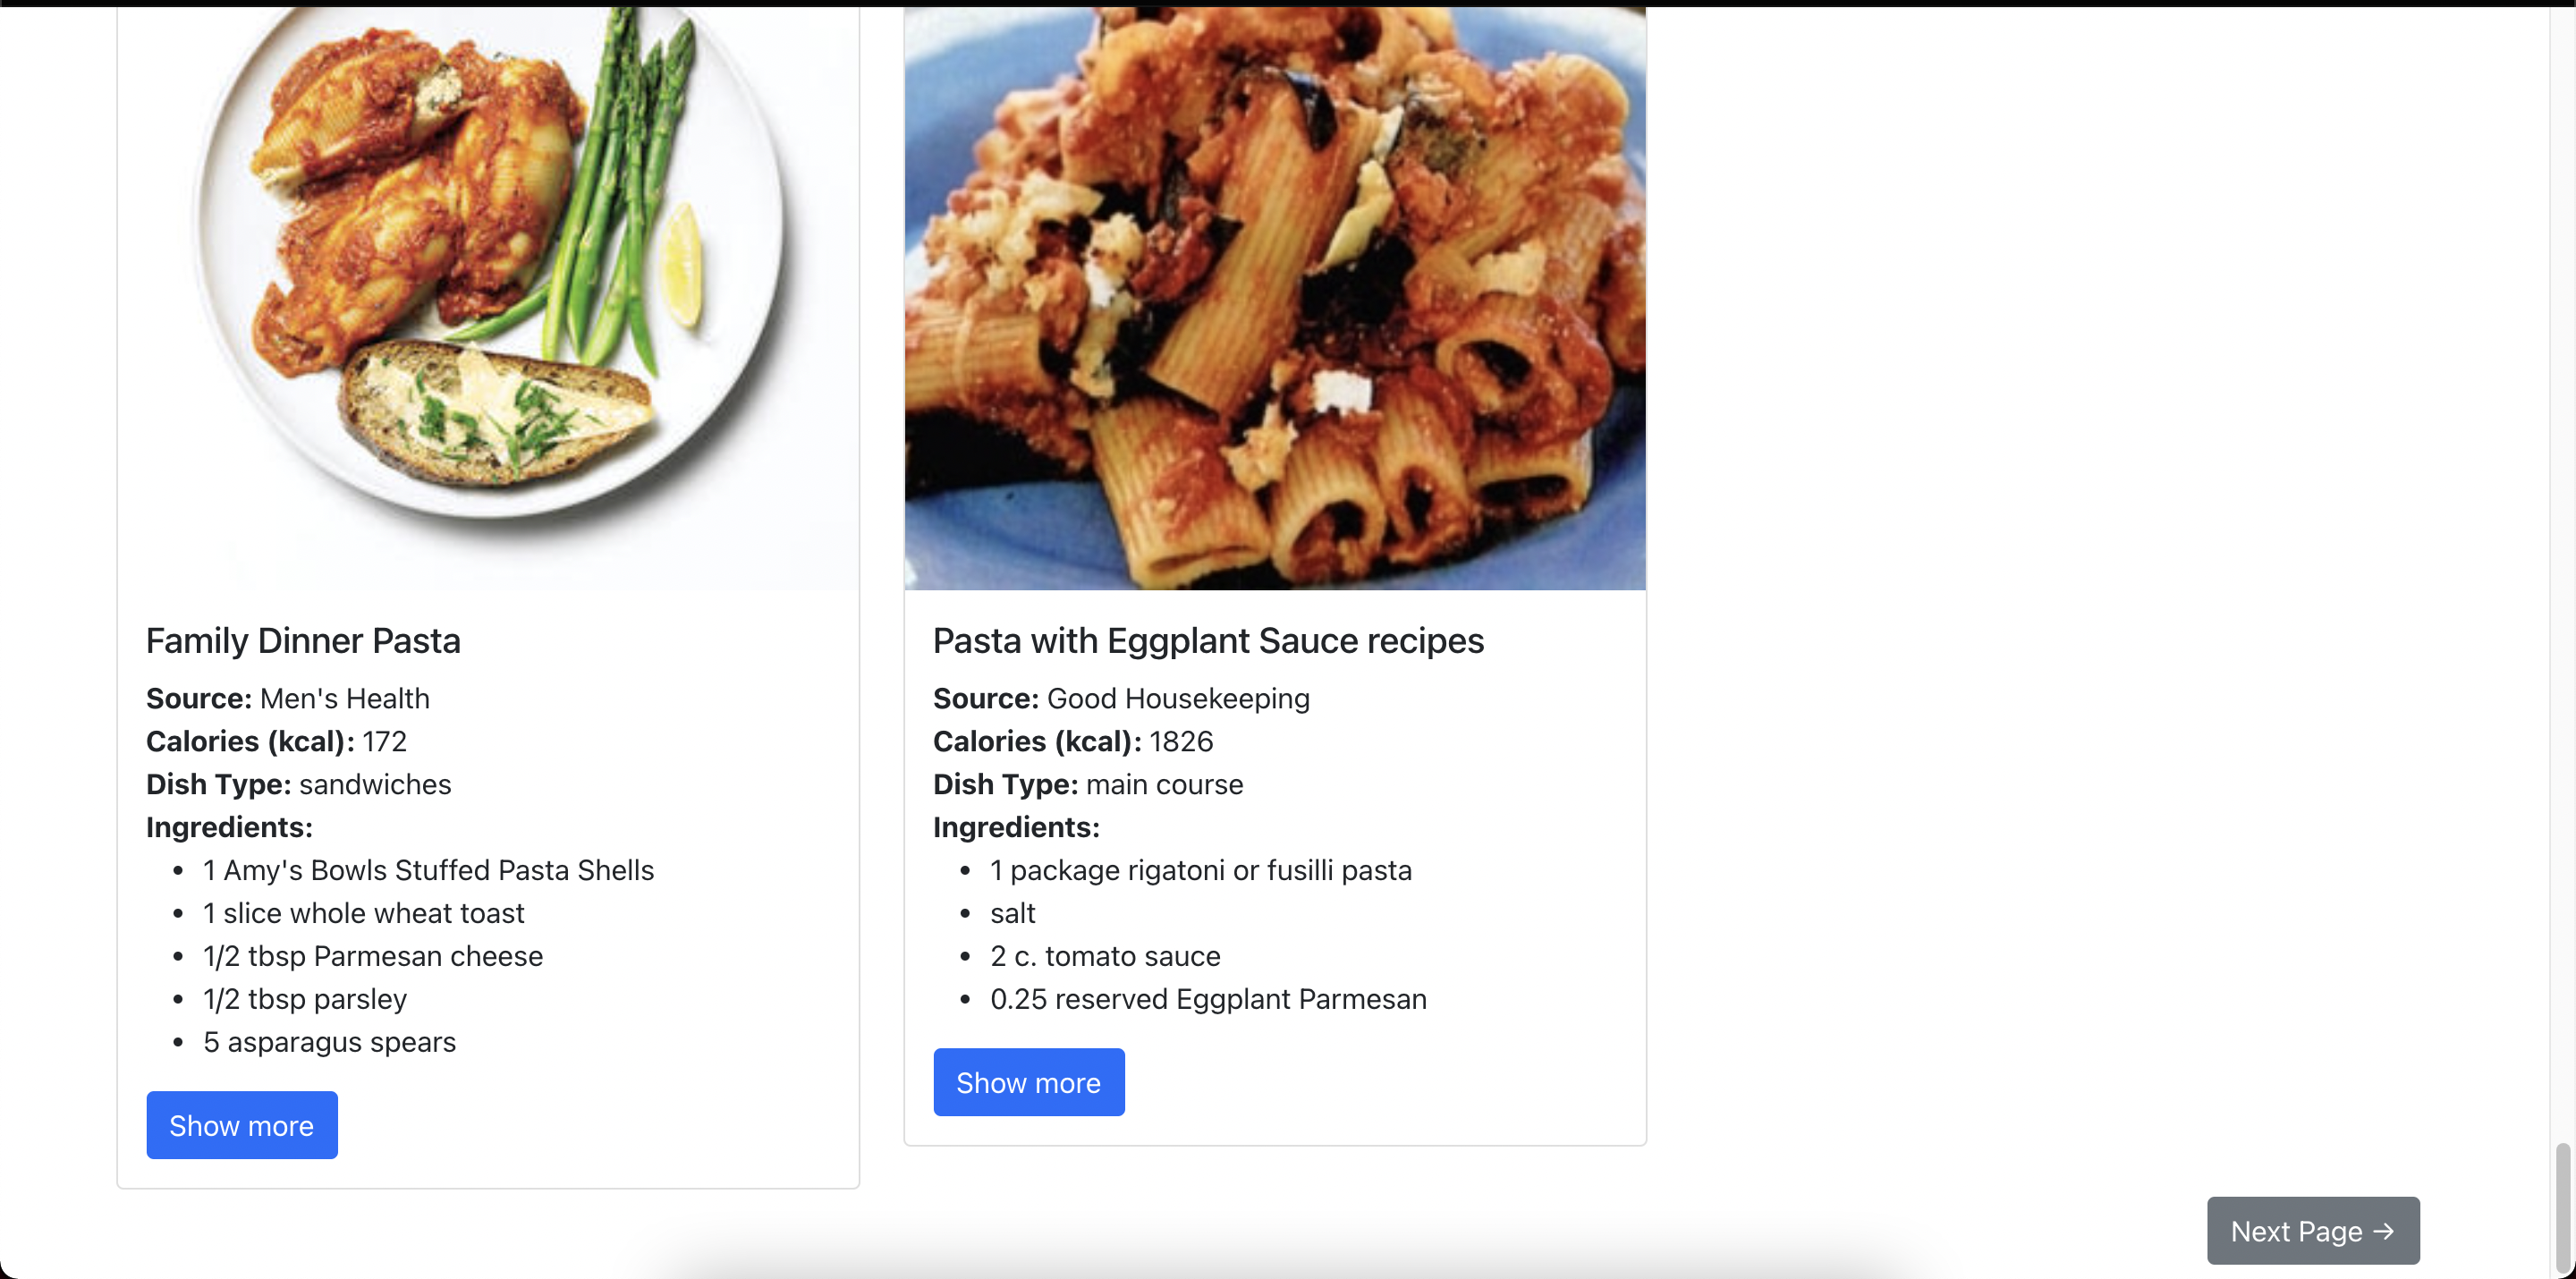 Family Dinner Pasta
Source: Men's Health
Calories (kcal): 172
Dish Type: sandwiches
Ingredients:
• 1 Amy's Bowls Stuffed Pasta Shells
• 1 slice whole wheat toast
• 1/2 tbsp Parmesan cheese
• 1/2 tbsp parsley
• 5 asparagus spears
Show more
Pasta with Eggplant Sauce recipes
Source: Good Housekeeping
Calories (kcal): 1826
Dish Type: main course
Ingredients:
• 1 package rigatoni or fusilli pasta
• salt
• 2 c. tomato sauce
• 0.25 reserved Eggplant Parmesan
Show more
Next Page →